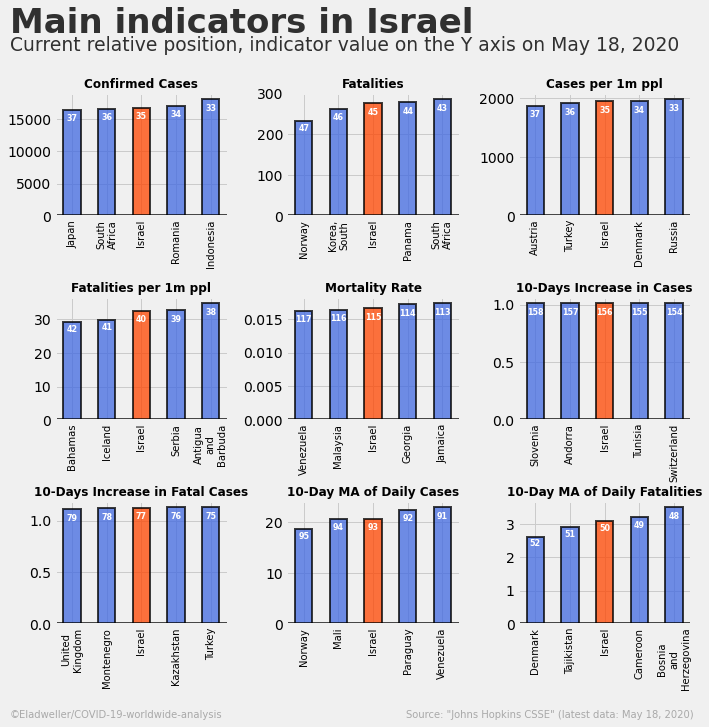 Main indicators in Israel
Current relative position, indicator value on the Y axis on May 18, 2020
Confirmed Cases
15000
10000
5000
0
37
36
35
34
33
Japan
South
Africa
Israel
Romania
Indonesia
Fatalities
300
200
100
0
47
46
45
44
43
Norway
Korea,
South
Israel
Panama
South
Africa
Cases per 1m ppl
2000
1000
0
37
36
35
34
33
Austria
Turkey
Israel
Denmark
Russia
Fatalities per 1m ppl
30
20
10
0
42
41
40
39
38
Bahamas
Iceland
Israel
Serbia
Antigua
and
Barbuda
Mortality Rate
0.015
0.010
0.005
0.000
117
116
115
114
113
Venezuela
Malaysia
Israel
Georgia
Jamaica
10-Days Increase in Cases
1.0
0.5
0.0
158
157
156
155
154
Slovenia
Andorra
Israel
Tunisia
Switzerland
10-Days Increase in Fatal Cases
1.0
0.5
0.0
79
78
77
76
75
United
Kingdom
Montenegro
Israel
Kazakhstan
Turkey
10-Day MA of Daily Cases
20
10
0
95
94
93
92
91
Norway
Mali
Israel
Paraguay
Venezuela
10-Day MA of Daily Fatalities
3
2
1
0
52
51
50
49
48
Denmark
Tajikistan
Israel
Cameroon
Bosnia
and
Herzegovina
©Eladweller/COVID-19-worldwide-analysis
Source: "Johns Hopkins CSSE" (latest data: May 18, 2020)